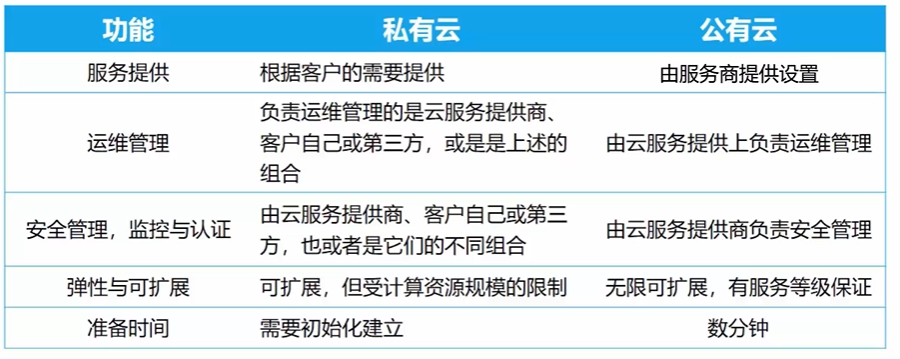 功能 私有云 公有云
服务提供 根据客户的需要提供 由服务商提供设置
运维管理 负责运维管理的是云服务提供商、
客户自己或第三方，或是是上述的
组合 由云服务提供上负责运维管理
安全管理，监控与认证 由云服务提供商、客户自己或第三
方，也或者是它们的不同组合 由云服务提供商负责安全管理
弹性与可扩展 可扩展，但受计算资源规模的限制 无限可扩展，有服务等级保证
准备时间 需要初始化建立 数分钟